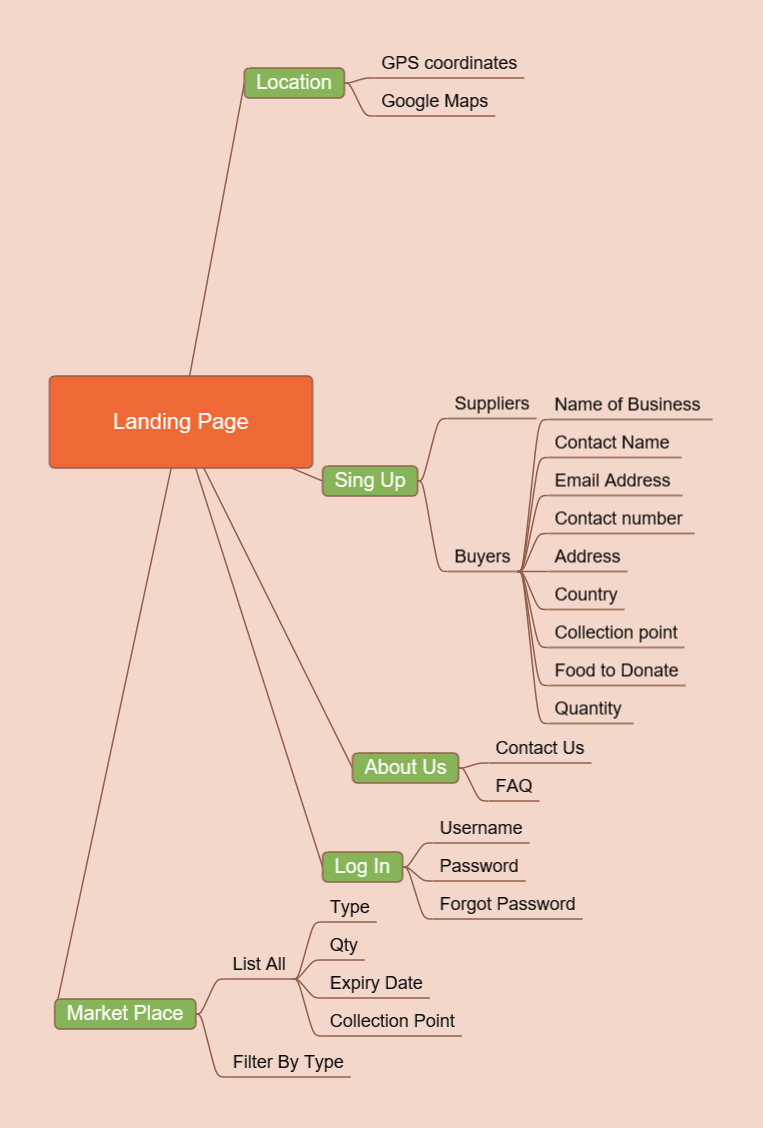 Location
GPS coordinates
Google Maps
Landing Page
Sing Up
Suppliers
Buyers
Name of Business
Contact Name
Email Address
Contact number
Address
Country
Collection point
Food to Donate
Quantity
About Us
Contact Us
FAQ
Log In
Username
Password
Forgot Password
Market Place
List All
Type
Qty
Expiry Date
Collection Point
Filter By Type